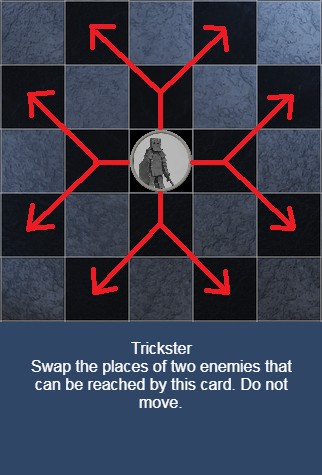 Trickster
Swap the places of two enemies that
can be reached by this card. Do not
move.